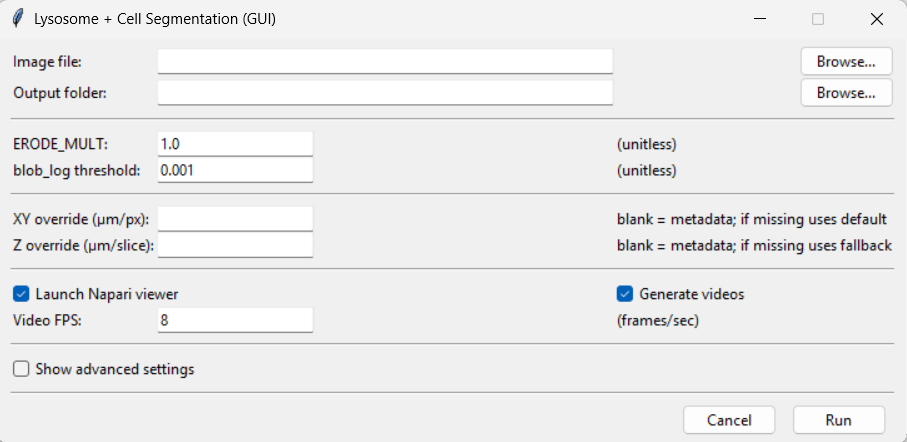 Lysosome + Cell Segmentation (GUI)
Image file: Browse...
Output folder: Browse...
ERODE_MULT: 1.0 (unitless)
blob_log threshold: 0.001 (unitless)
XY override (µm/px): blank = metadata; if missing uses default
Z override (µm/slice): blank = metadata; if missing uses fallback
Launch Napari viewer Generate videos
Video FPS: 8 (frames/sec)
Show advanced settings
Cancel Run